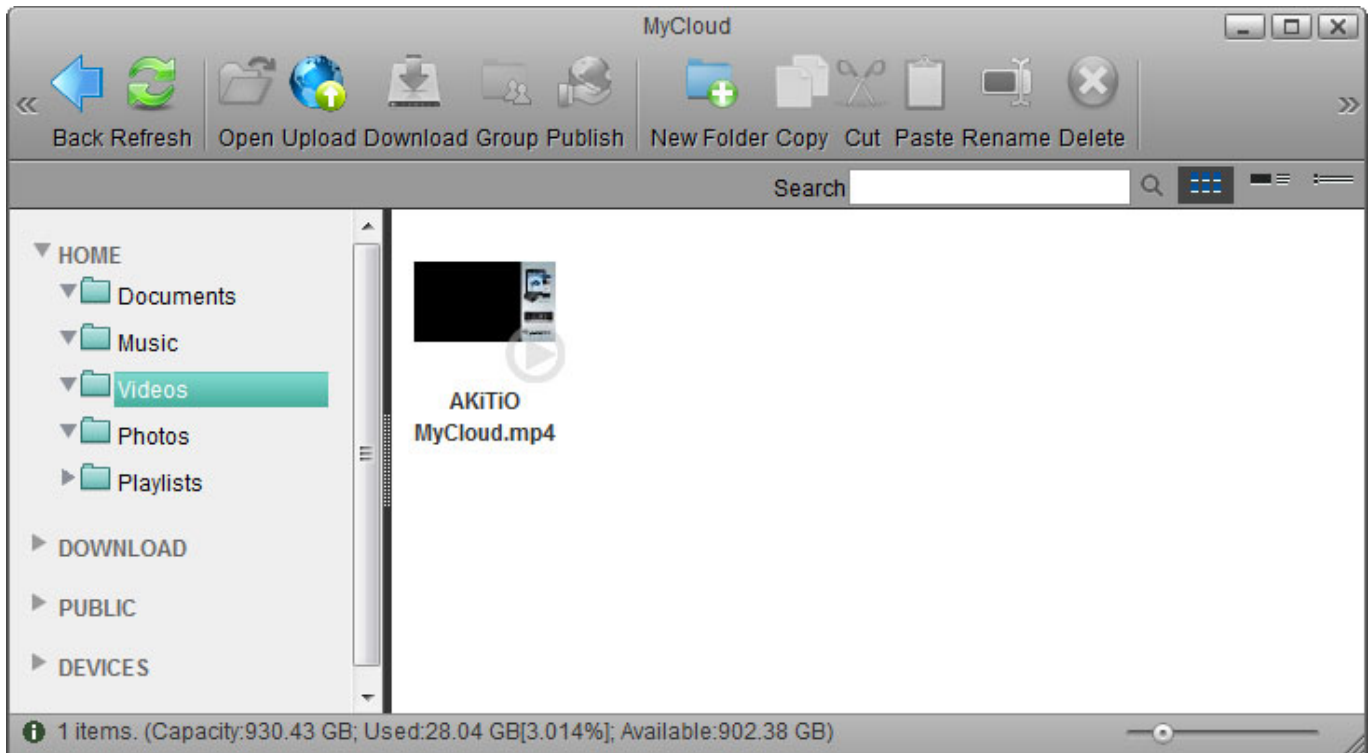 MyCloud
Back Refresh Open Upload Download Group Publish New Folder Copy Cut Paste Rename Delete
Search
HOME
Documents
Music
Videos
Photos
Playlists
DOWNLOAD
PUBLIC
DEVICES
AKiTiO
MyCloud.mp4
1 items. (Capacity:930.43 GB; Used:28.04 GB[3.014%]; Available:902.38 GB)